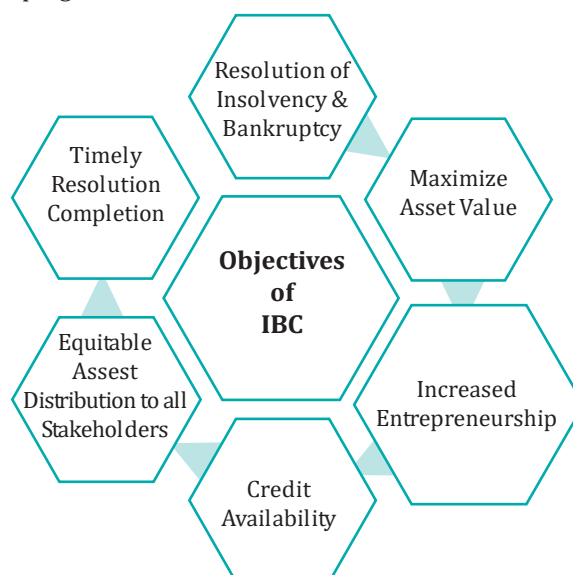 Resolution of
Insolvency &
Bankruptcy
Maximize
Asset Value
Increased
Entrepreneurship
Credit
Availability
Equitable
Assest
Distribution to all
Stakeholders
Timely
Resolution
Completion
Objectives
of
IBC